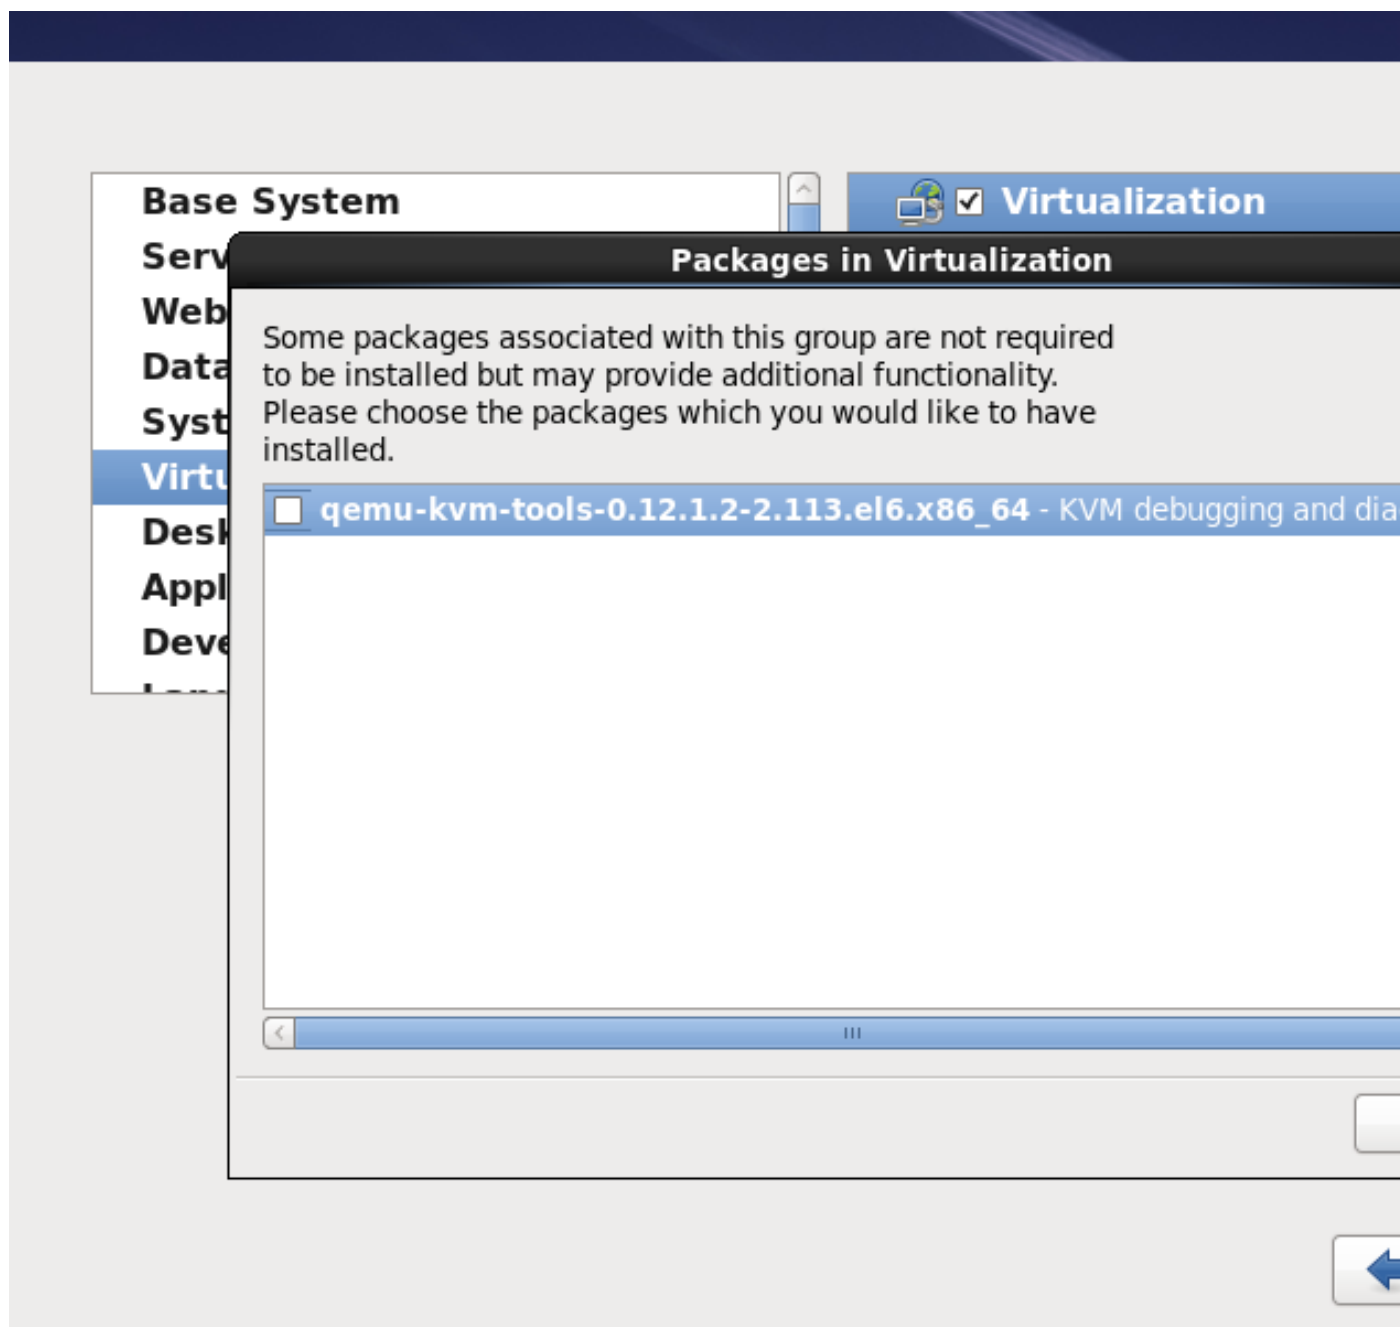 Base System
Virtualization
Serv
Packages in Virtualization
Web
Some packages associated with this group are not required
Data
to be installed but may provide additional functionality.
Syst
Please choose the packages which you would like to have
installed.
Virtu
qemu-kvm-tools-0.12.1.2-2.113.el6.x86_64 - KVM debugging and dia
Desk
Appl
Deve